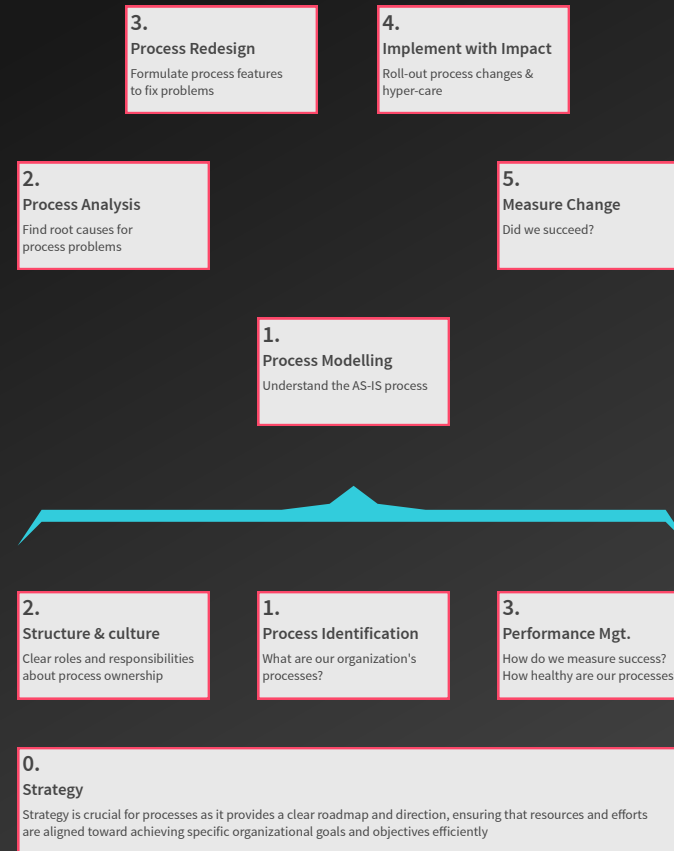 3.
Process Redesign
Formulate process features
to fix problems
4.
Implement with Impact
Roll-out process changes &
hyper-care
2.
Process Analysis
Find root causes for
process problems
5.
Measure Change
Did we succeed?
1.
Process Modelling
Understand the AS-IS process
2.
Structure & culture
Clear roles and responsibilities
about process ownership
1.
Process Identification
What are our organization's
processes?
3.
Performance Mgt.
How do we measure success?
How healthy are our processes
0.
Strategy
Strategy is crucial for processes as it provides a clear roadmap and direction, ensuring that resources and efforts
are aligned toward achieving specific organizational goals and objectives efficiently